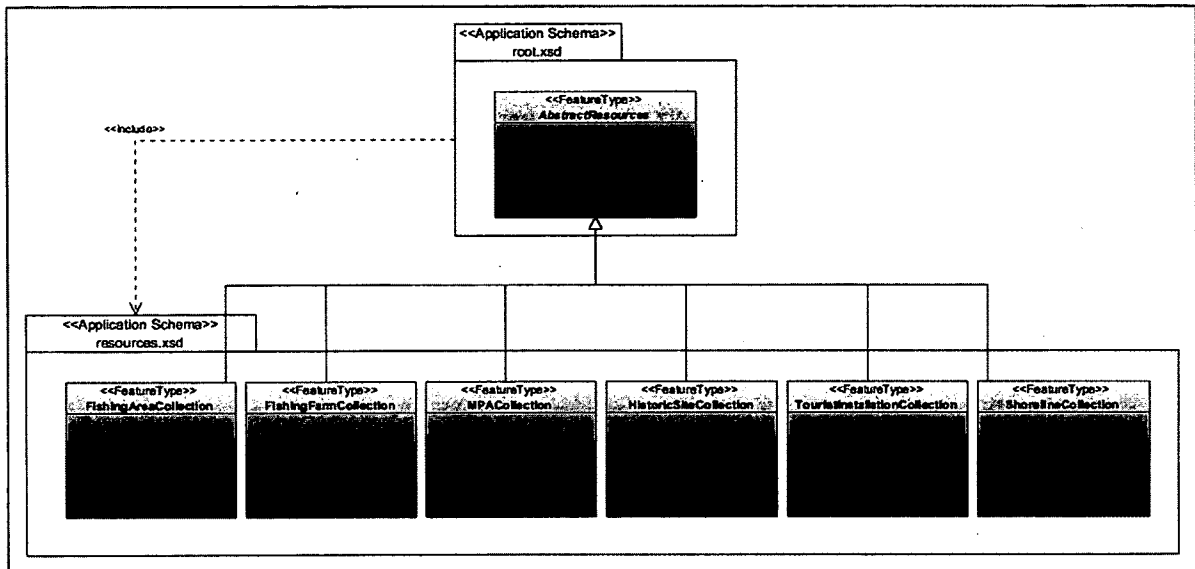 <<Application Schema>>
root.xsd
<<FeatureType>>
AbstractResources
<<include>>
<<Application Schema>>
resources.xsd
<<FeatureType>>
FishingAreaCollection
<<FeatureType>>
FishingFarmCollection
<<FeatureType>>
MPACollection
<<FeatureType>>
HistoricSiteCollection
<<FeatureType>>
TouristInstallationCollection
<<FeatureType>>
ShorelineCollection